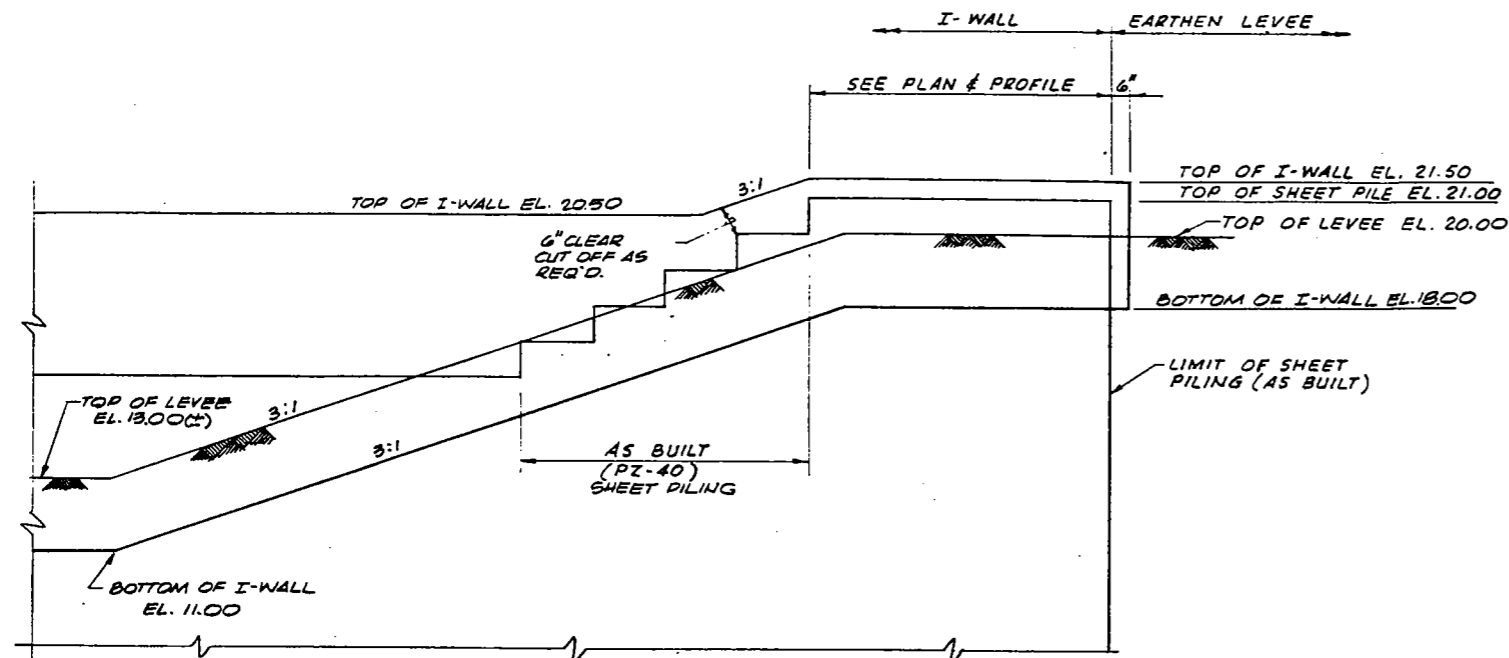 I-WALL
EARTHEN LEVEE
SEE PLAN & PROFILE
6"
TOP OF I-WALL EL. 21.50
TOP OF SHEET PILE EL. 21.00
TOP OF LEVEE EL. 20.00
3:1
TOP OF I-WALL EL. 20.50
6" CLEAR
CUT OFF AS
REQ'D.
BOTTOM OF I-WALL EL. 18.00
LIMIT OF SHEET
PILING (AS BUILT)
TOP OF LEVEE
EL. 13.00(±)
3:1
3:1
AS BUILT
(PZ-40)
SHEET PILING
BOTTOM OF I-WALL
EL. 11.00